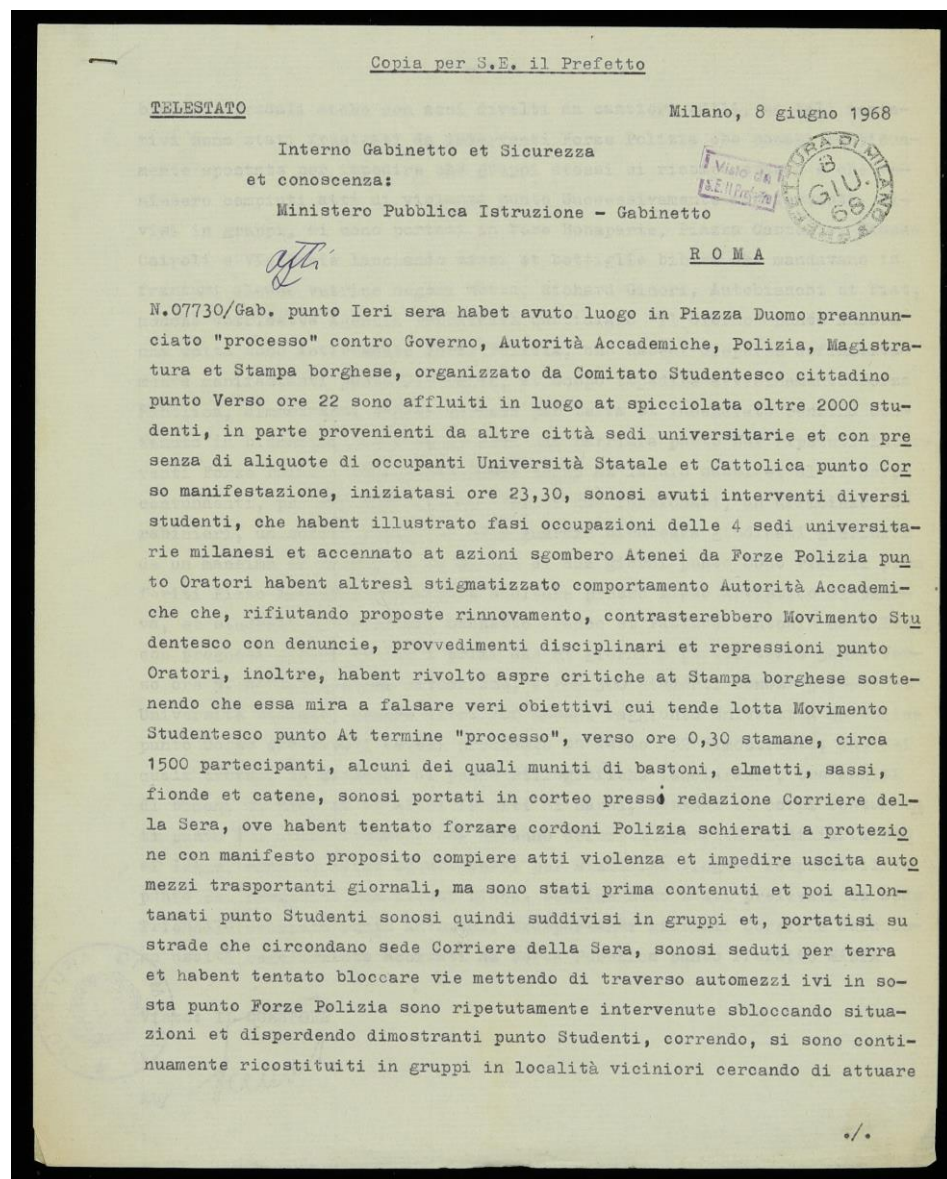 Copia per S.E. il Prefetto
TELESTATO
Milano, 8 giugno 1968
Interno Gabinetto et Sicurezza
et conoscenza:
Ministero Pubblica Istruzione - Gabinetto
Visto da
S.E. Il Prefetto
PREFETTURA DI MILANO
8
GIU.
68
R O M A
atti
N.07730/Gab. punto Ieri sera habet avuto luogo in Piazza Duomo preannun-
ciato "processo" contro Governo, Autorità Accademiche, Polizia, Magistra-
tura et Stampa borghese, organizzato da Comitato Studentesco cittadino
punto Verso ore 22 sono affluiti in luogo at spicciolata oltre 2000 stu-
denti, in parte provenienti da altre città sedi universitarie et con pre
senza di aliquote di occupanti Università Statale et Cattolica punto Cor
so manifestazione, iniziatasi ore 23,30, sonosi avuti interventi diversi
studenti, che habent illustrato fasi occupazioni delle 4 sedi universita-
rie milanesi et accennato at azioni sgombero Atenei da Forze Polizia pun
to Oratori habent altresì stigmatizzato comportamento Autorità Accademi-
che che, rifiutando proposte rinnovamento, contrasterebbero Movimento Stu
dentesco con denuncie, provvedimenti disciplinari et repressioni punto
Oratori, inoltre, habent rivolto aspre critiche at Stampa borghese soste-
nendo che essa mira a falsare veri obiettivi cui tende lotta Movimento
Studentesco punto At termine "processo", verso ore 0,30 stamane, circa
1500 partecipanti, alcuni dei quali muniti di bastoni, elmetti, sassi,
fionde et catene, sonosi portati in corteo presso redazione Corriere del-
la Sera, ove habent tentato forzare cordoni Polizia schierati a protezio
ne con manifesto proposito compiere atti violenza et impedire uscita auto
mezzi trasportanti giornali, ma sono stati prima contenuti et poi allon-
tanati punto Studenti sonosi quindi suddivisi in gruppi et, portatisi su
strade che circondano sede Corriere della Sera, sonosi seduti per terra
et habent tentato bloccare vie mettendo di traverso automezzi ivi in so-
sta punto Forze Polizia sono ripetutamente intervenute sbloccando situa-
zioni et disperdendo dimostranti punto Studenti, correndo, si sono conti-
nuamente ricostituiti in gruppi in località viciniori cercando di attuare
./.